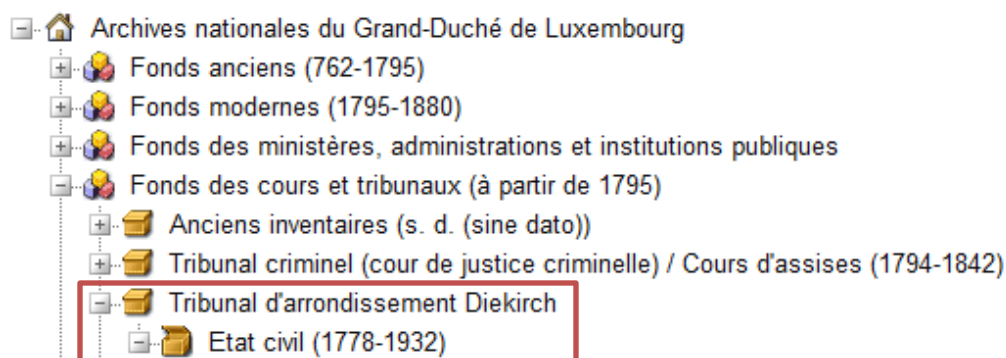 Archives nationales du Grand-Duché de Luxembourg
Fonds anciens (762-1795)
Fonds modernes (1795-1880)
Fonds des ministères, administrations et institutions publiques
Fonds des cours et tribunaux (à partir de 1795)
Anciens inventaires (s. d. (sine dato))
Tribunal criminel (cour de justice criminelle) / Cours d'assises (1794-1842)
Tribunal d'arrondissement Diekirch
Etat civil (1778-1932)